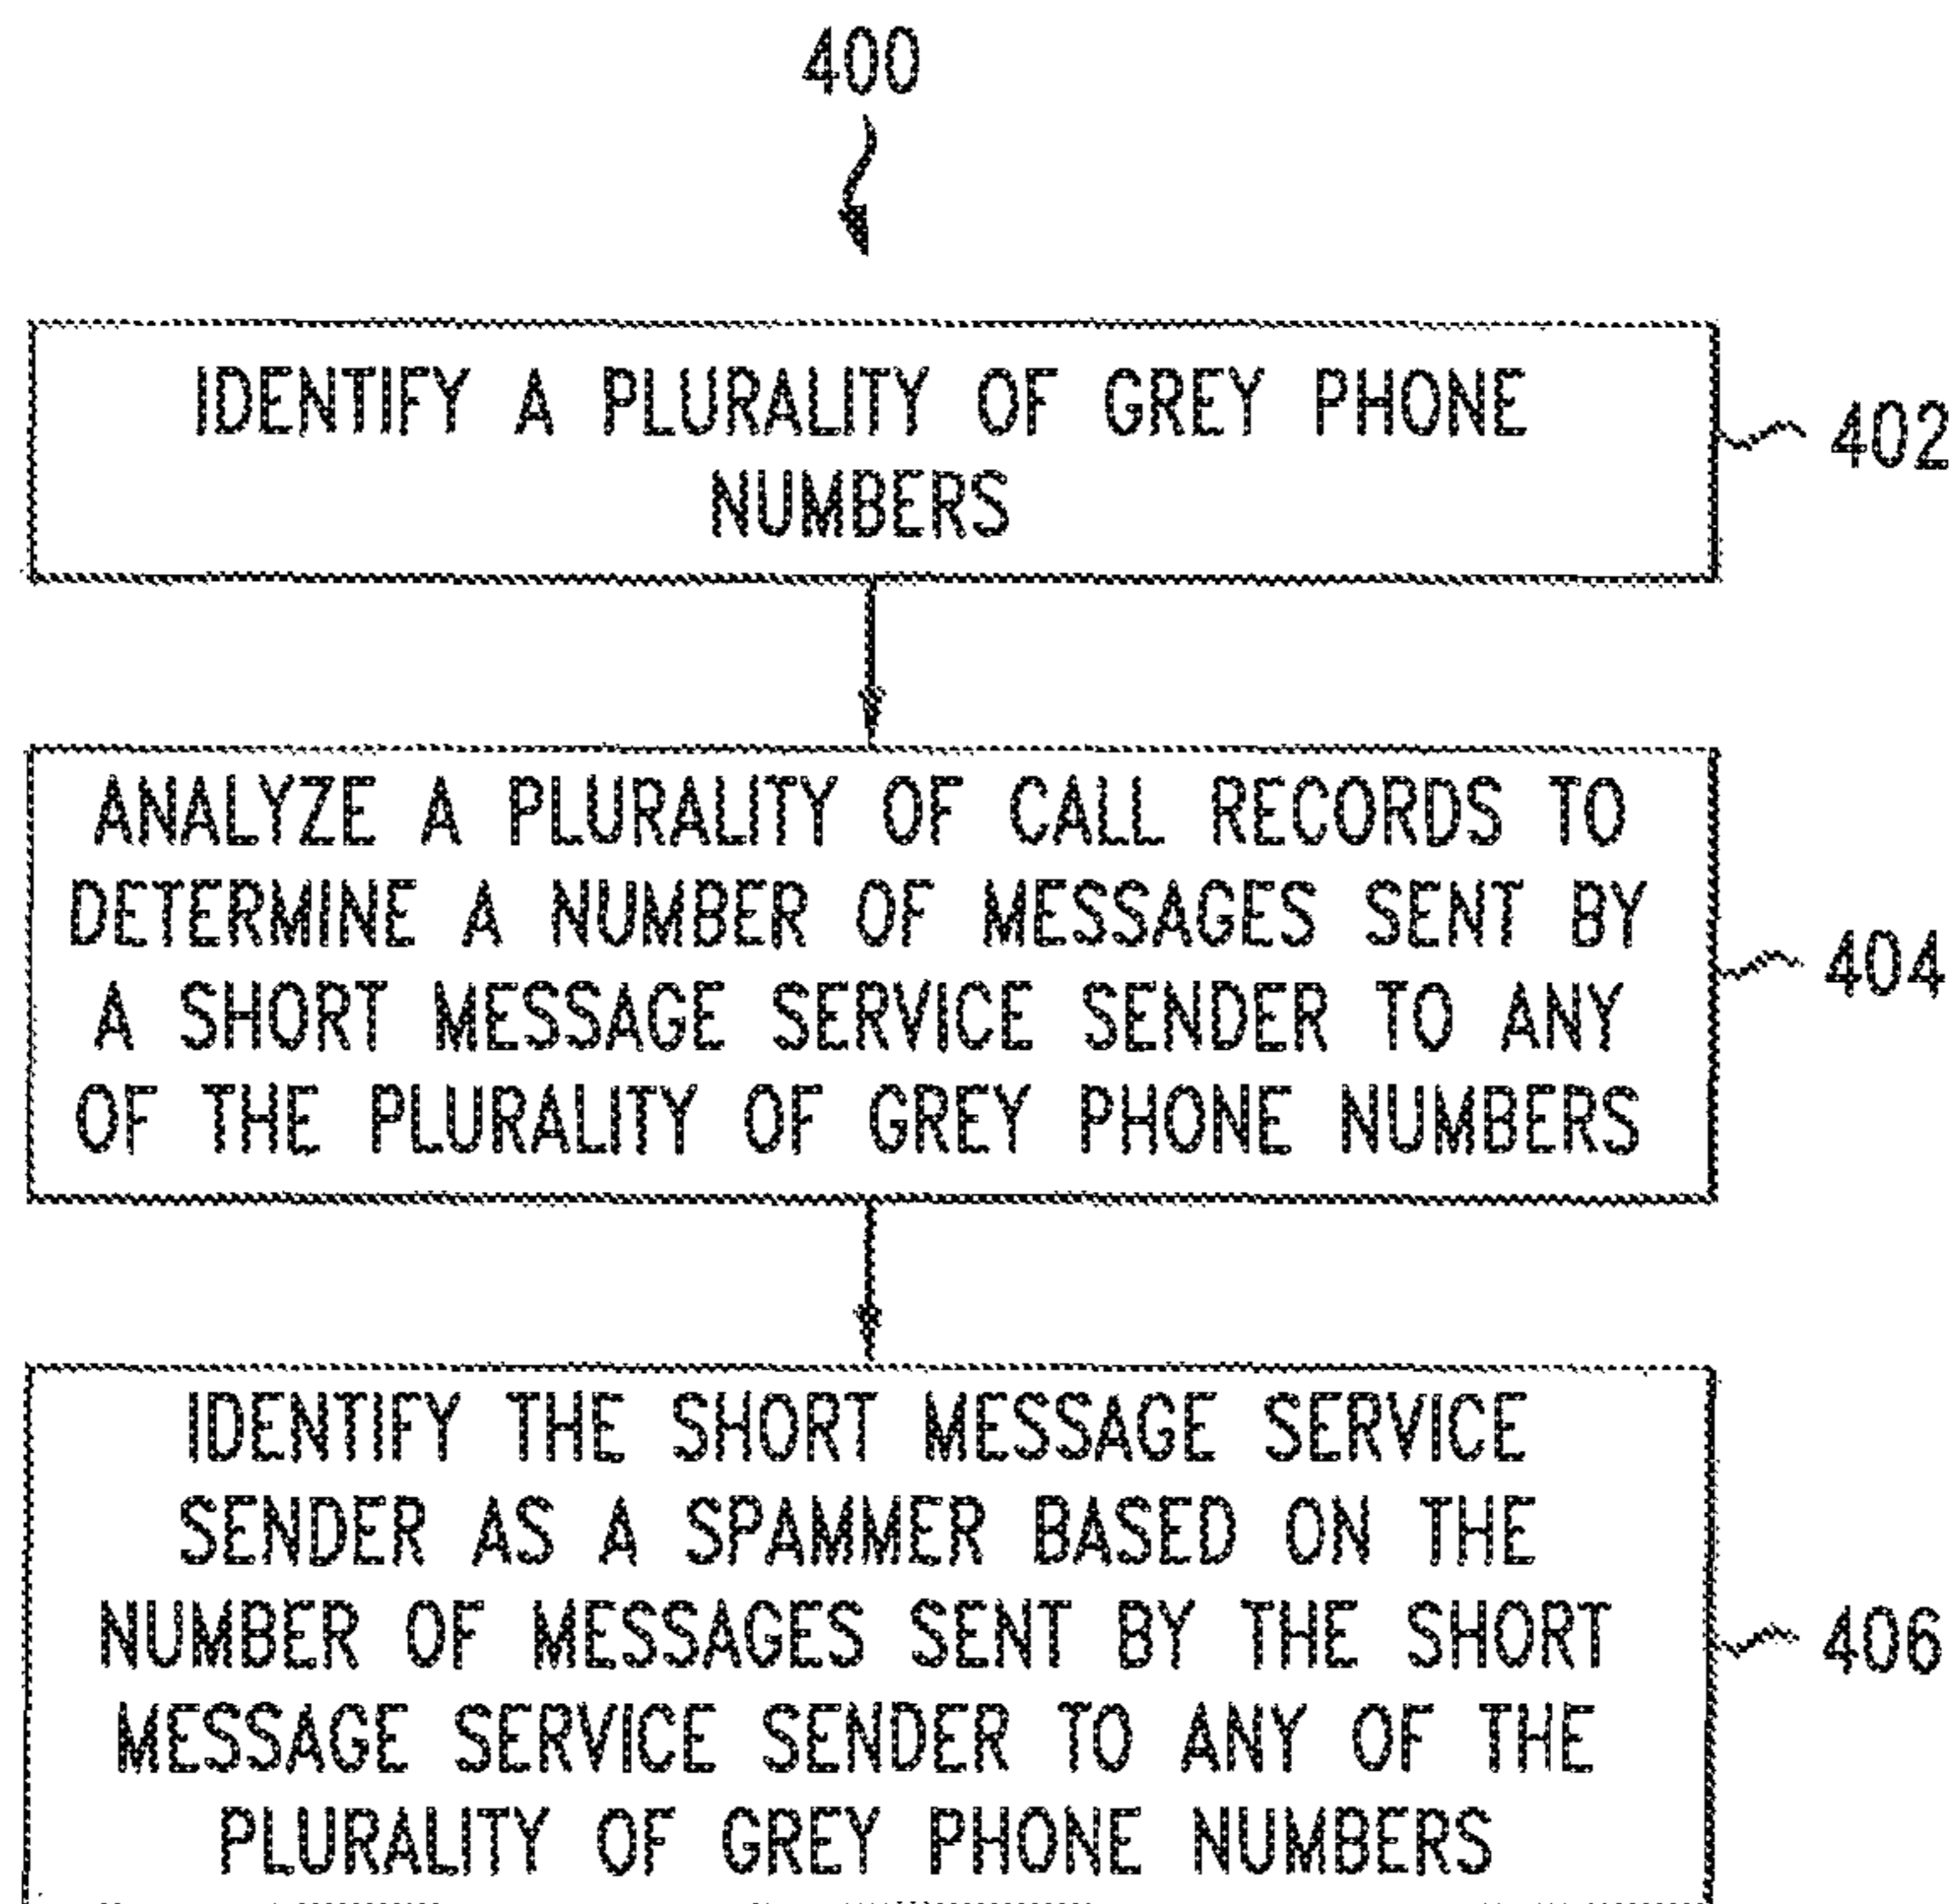 400
IDENTIFY A PLURALITY OF GREY PHONE
NUMBERS
402
ANALYZE A PLURALITY OF CALL RECORDS TO
DETERMINE A NUMBER OF MESSAGES SENT BY
A SHORT MESSAGE SERVICE SENDER TO ANY
OF THE PLURALITY OF GREY PHONE NUMBERS
404
IDENTIFY THE SHORT MESSAGE SERVICE
SENDER AS A SPAMMER BASED ON THE
NUMBER OF MESSAGES SENT BY THE SHORT
MESSAGE SERVICE SENDER TO ANY OF THE
PLURALITY OF GREY PHONE NUMBERS
406